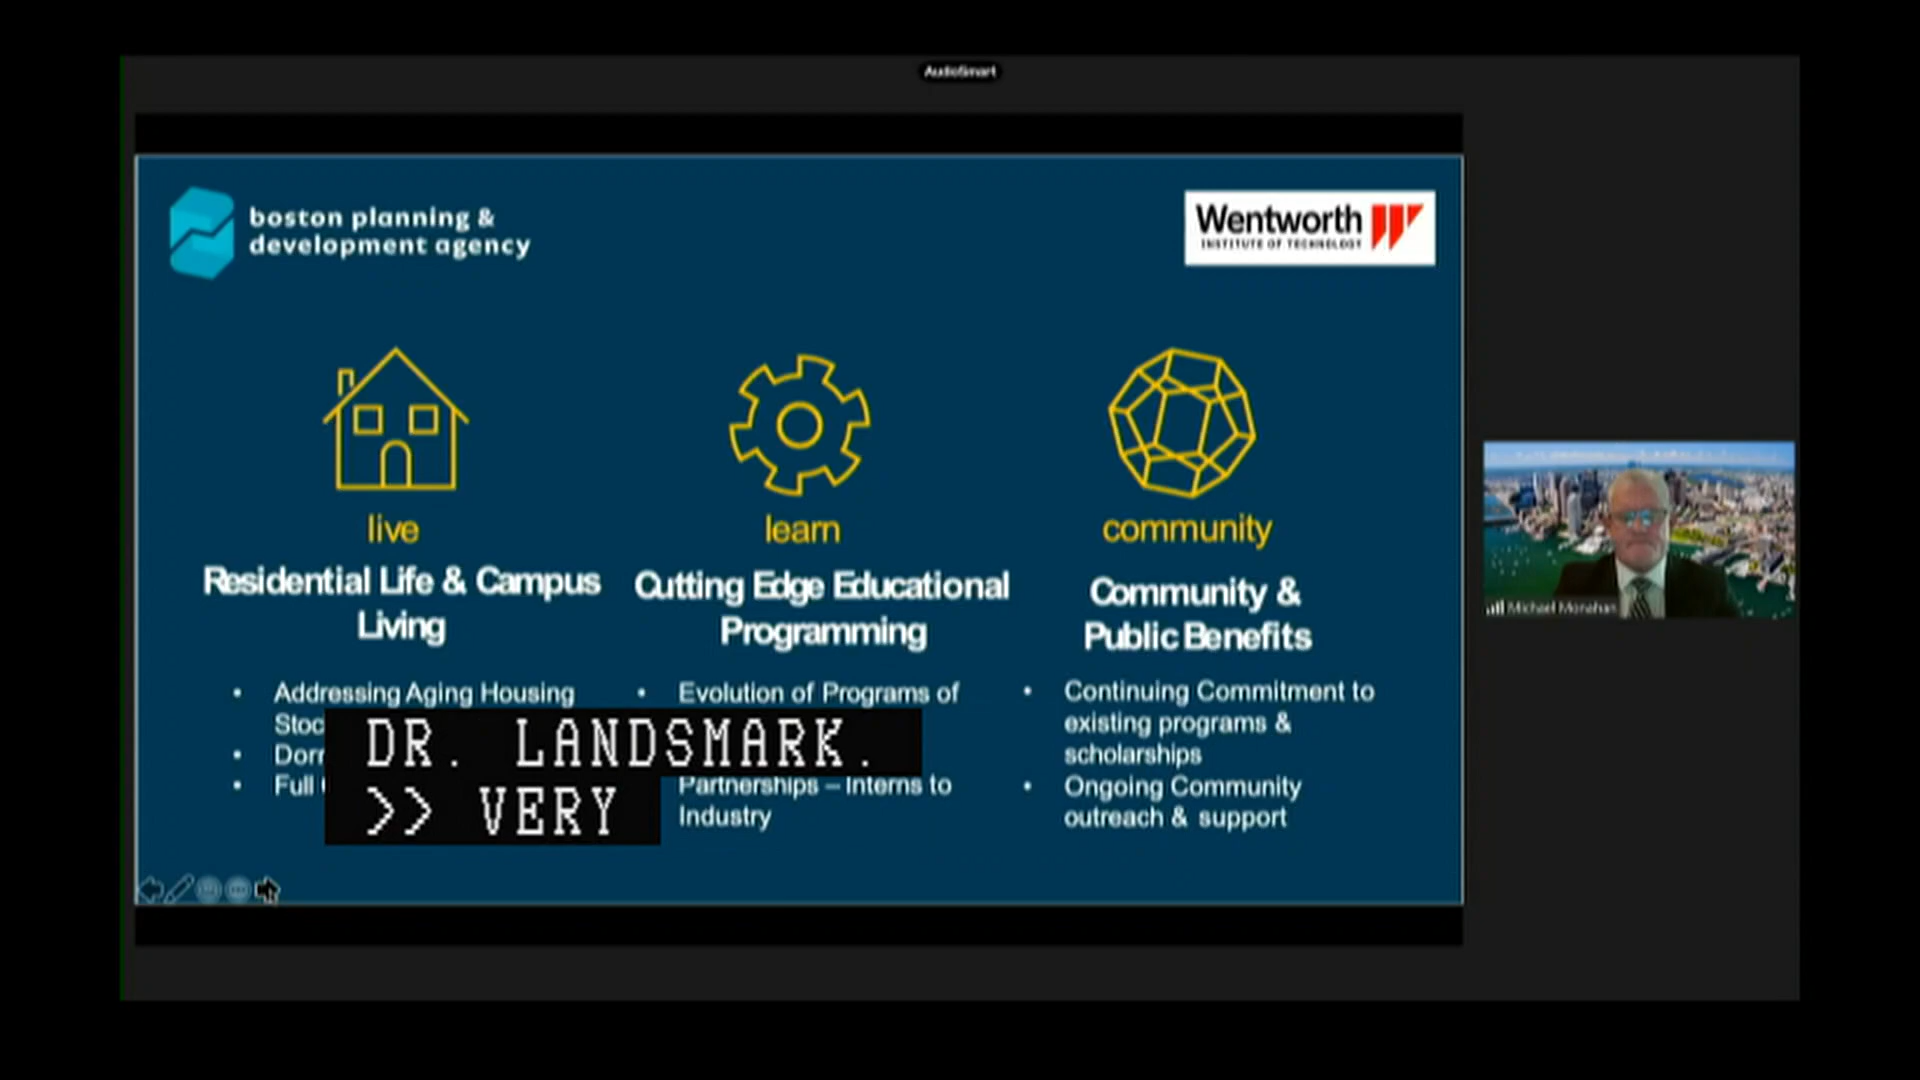 AudioSmart
boston planning &
development agency
Wentworth
INSTITUTE OF TECHNOLOGY
live
Residential Life & Campus
Living
Addressing Aging Housing
Full
learn
Cutting Edge Educational
Programming
Evolution of Programs of
Partnerships – Interns to
Industry
community
Community &
Public Benefits
Continuing Commitment to
existing programs &
scholarships
Ongoing Community
outreach & support
DR. LANDSMARK.
>> VERY
Michael Monahan